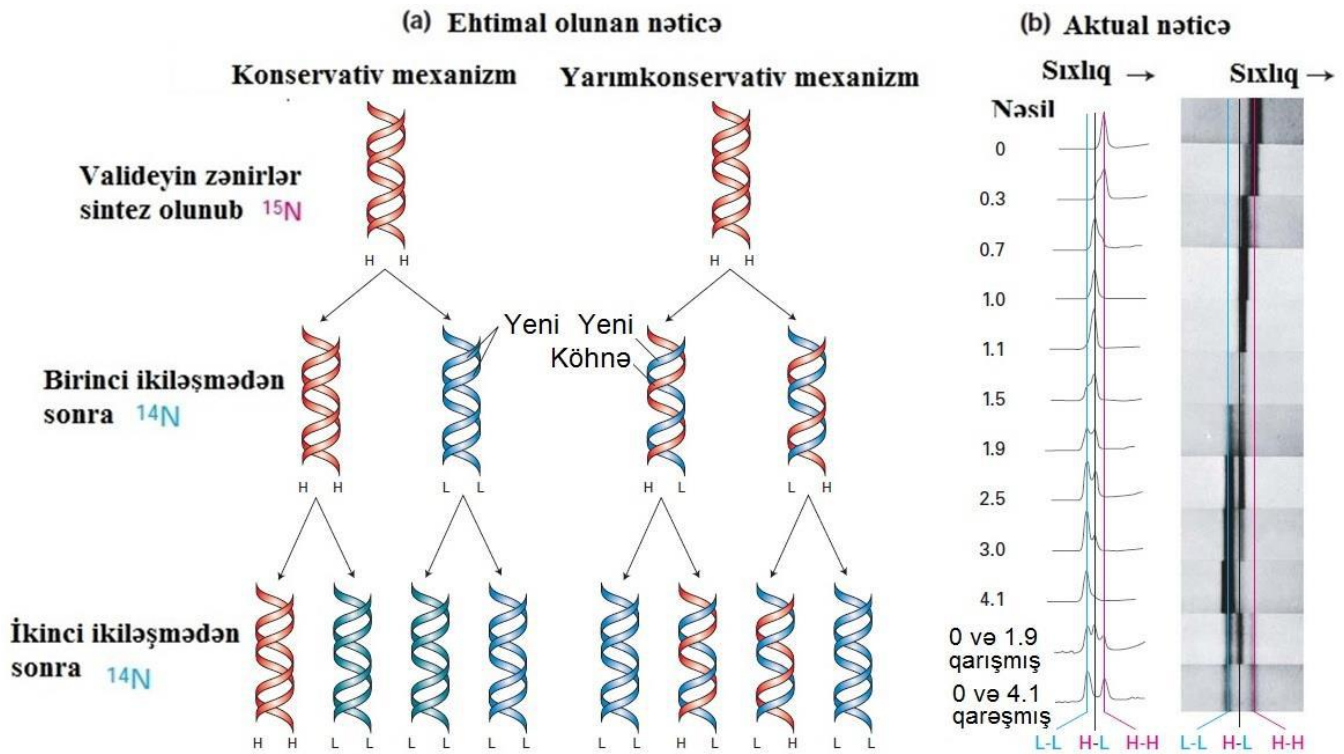 (a) Ehtimal olunan nəticə
Konservativ mexanizm
Yarımkonservativ mexanizm
Valideyin zənirlər
sintez olunub 15N
H H
H H
Yeni Yeni
Köhnə
Birinci ikiləşmədən
sonra 14N
H H
L L
H L
L H
İkinci ikiləşmədən
sonra 14N
H H
L L
L L
L L
L L
H L
L H
L L
(b) Aktual nəticə
Sıxlıq →
Sıxlıq →
Nəsil
0
0.3
0.7
1.0
1.1
1.5
1.9
2.5
3.0
4.1
0 və 1.9
qarışmış
0 və 4.1
qarəşmış
L-L H-L H-H
L-L H-L H-H